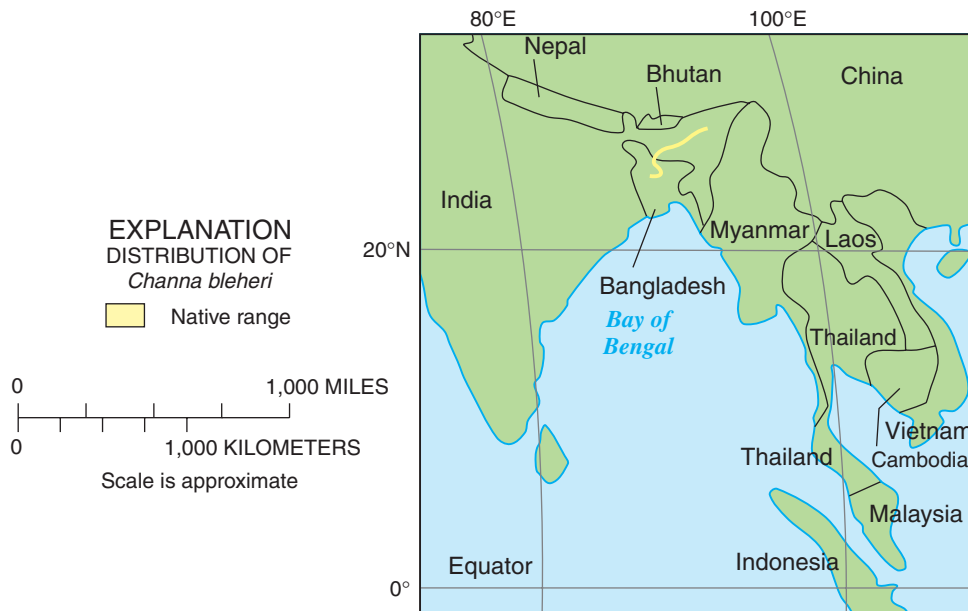 80°E
100°E
Nepal
Bhutan
China
India
EXPLANATION
DISTRIBUTION OF
Channa bleheri
Native range
20°N
Myanmar
Laos
Bangladesh
Bay of
Bengal
Thailand
0
1,000 MILES
0
1,000 KILOMETERS
Scale is approximate
Vietnam
Thailand
Cambodia
Malaysia
Indonesia
Equator
0°